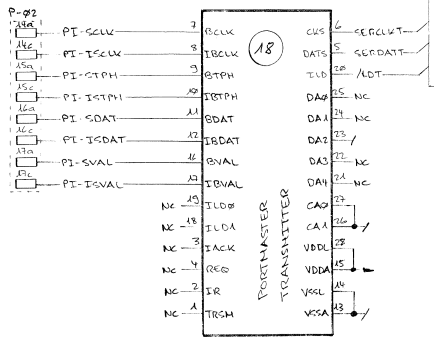 P-Ø2
14a PI-SCLK 7 BCLK CKS 6 SERCLKT
14c PI-ISCLK 8 IBCLK DATS 5 SERDATT
15a PI-STPH 9 BTPH ILD 20 /LDT
15c PI-ISTPH 10 IBTPH DAØ 25 NC
16a PI-SDAT 11 BDAT DA1 24 NC
16c PI-ISDAT 12 IBDAT DA2 23
17a PI-SVAL 16 BVAL DA3 22 NC
17c PI-ISVAL 17 IBVAL DA4 21 NC
NC 19 ILDØ CAØ 27
NC 18 ILD1 CA1 26
NC 3 IACK VDDL 28
NC 4 REQ VDDA 15
NC 2 IR VSSL 14
NC 1 TRSM VSSA 13
18
PORTMASTER
TRANSMITTER